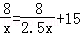 8/x = 8/2.5x + 15